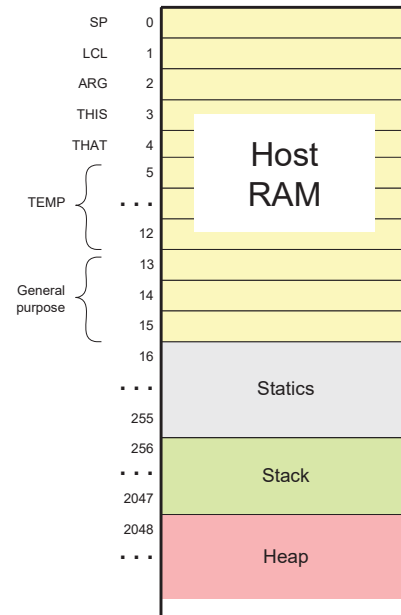 SP 0
LCL 1
ARG 2
THIS 3
THAT 4
5
TEMP ...
12
13
General purpose 14
15
Host
RAM
16
... Statics
255
256
... Stack
2047
2048
... Heap